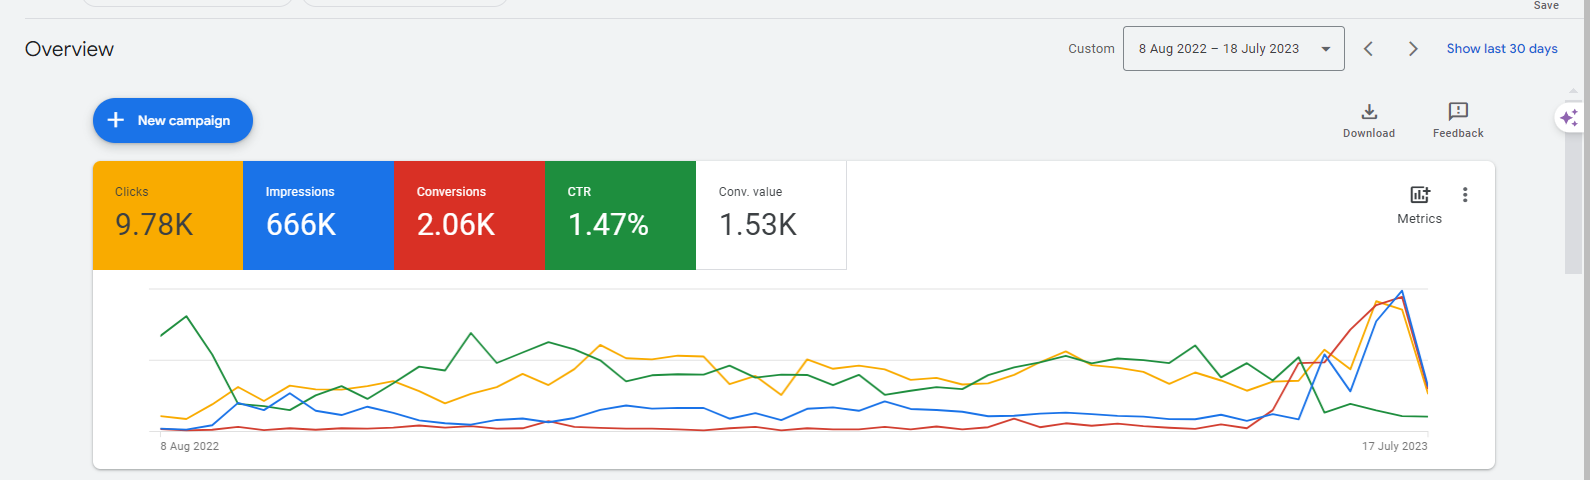 Save
Overview
Custom
8 Aug 2022 – 18 July 2023
Show last 30 days
New campaign
Download
Feedback
Clicks
9.78K
Impressions
666K
Conversions
2.06K
CTR
1.47%
Conv. value
1.53K
Metrics
8 Aug 2022
17 July 2023